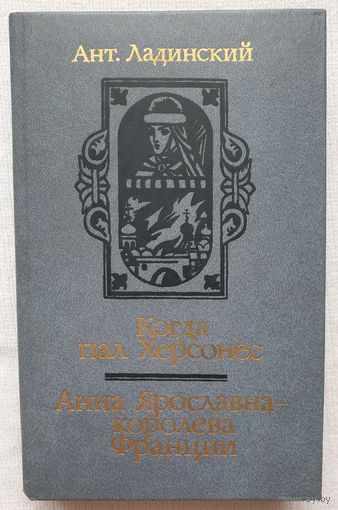 Ант. Ладинский
Когда
пал Херсонес
Анна Ярославна—
королева
Франции